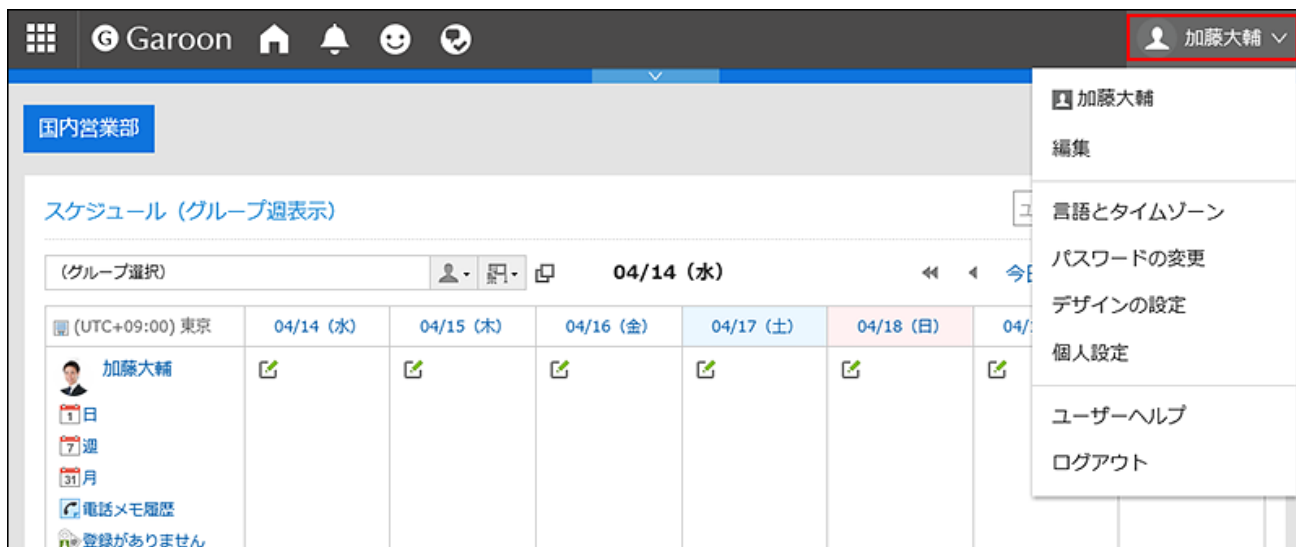 Garoon
加藤大輔
加藤大輔
編集
国内営業部
スケジュール（グループ週表示）
言語とタイムゾーン
パスワードの変更
デザインの設定
個人設定
ユーザーヘルプ
ログアウト
（グループ選択） 04/14（水）
(UTC+09:00) 東京 04/14（水） 04/15（木） 04/16（金） 04/17（土） 04/18（日） 04/
加藤大輔
1 日
7 週
31 月
電話メモ履歴
登録がありません